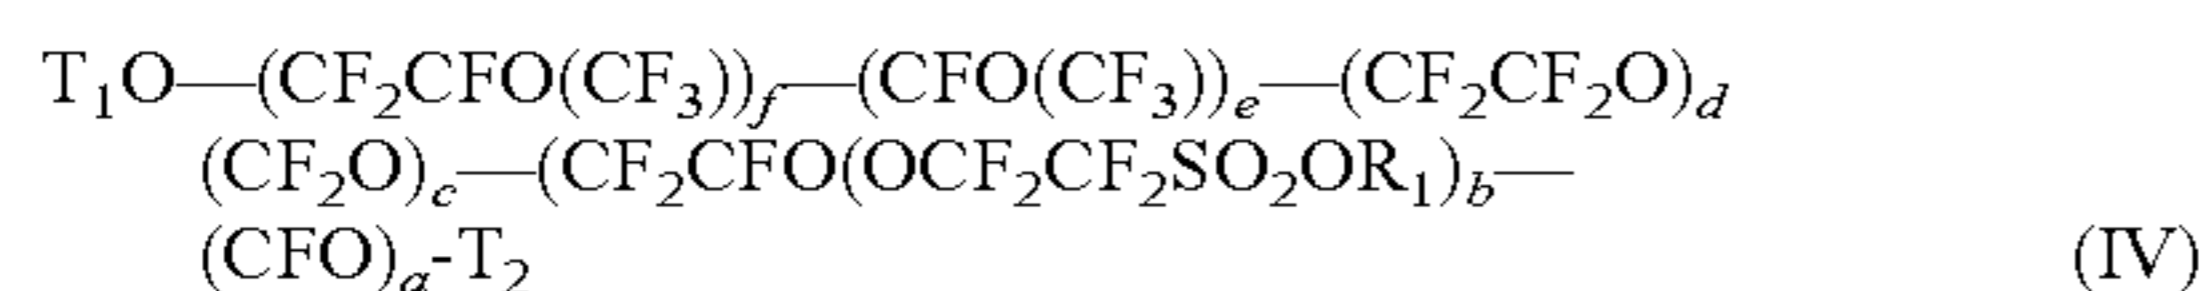 T₁O—(CF₂CFO(CF₃))f—(CFO(CF₃))e—(CF₂CF₂O)d
(CF₂O)c—(CF₂CFO(OCF₂CF₂SO₂OR₁)b—
(CFO)a-T₂ (IV)